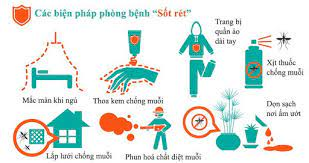 Các biện pháp phòng bệnh “Sốt rét”
Trang bị
quần áo
dài tay
Xịt thuốc
chống muỗi
Mắc màn khi ngủ
Thoa kem chống muỗi
Dọn sạch
nơi ẩm ướt
Lắp lưới chống muỗi
Phun hoá chất diệt muỗi